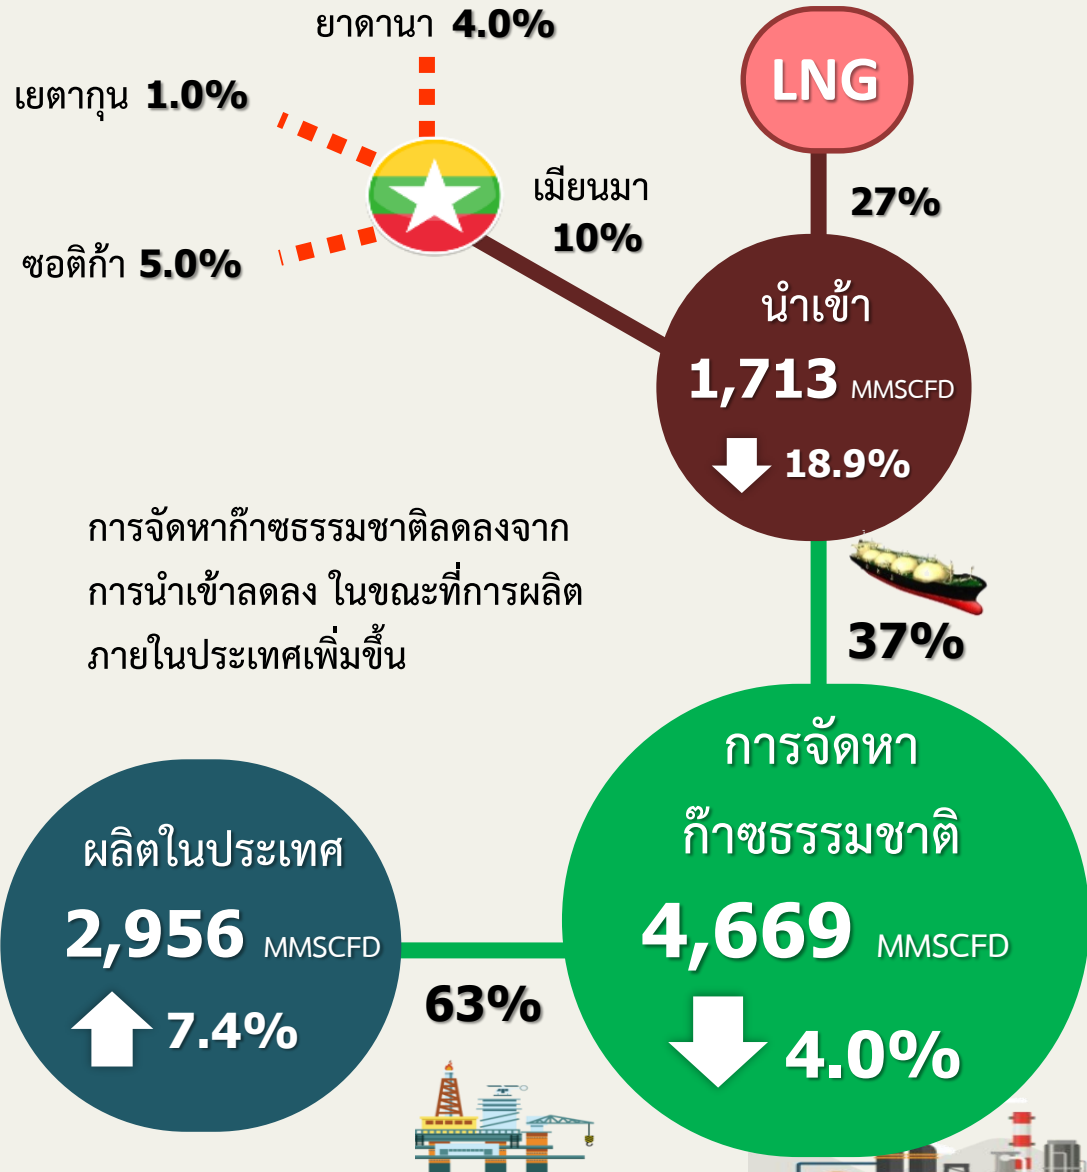 ยาดานา 4.0%
เยตากุน 1.0%
LNG
เมียนมา
10%
27%
ซอติก้า 5.0%
นำเข้า
1,713 MMSCFD
18.9%
การจัดหาก๊าซธรรมชาติลดลงจาก
การนำเข้าลดลง ในขณะที่การผลิต
ภายในประเทศเพิ่มขึ้น
37%
การจัดหา
ก๊าซธรรมชาติ
4,669 MMSCFD
4.0%
ผลิตในประเทศ
2,956 MMSCFD
7.4%
63%